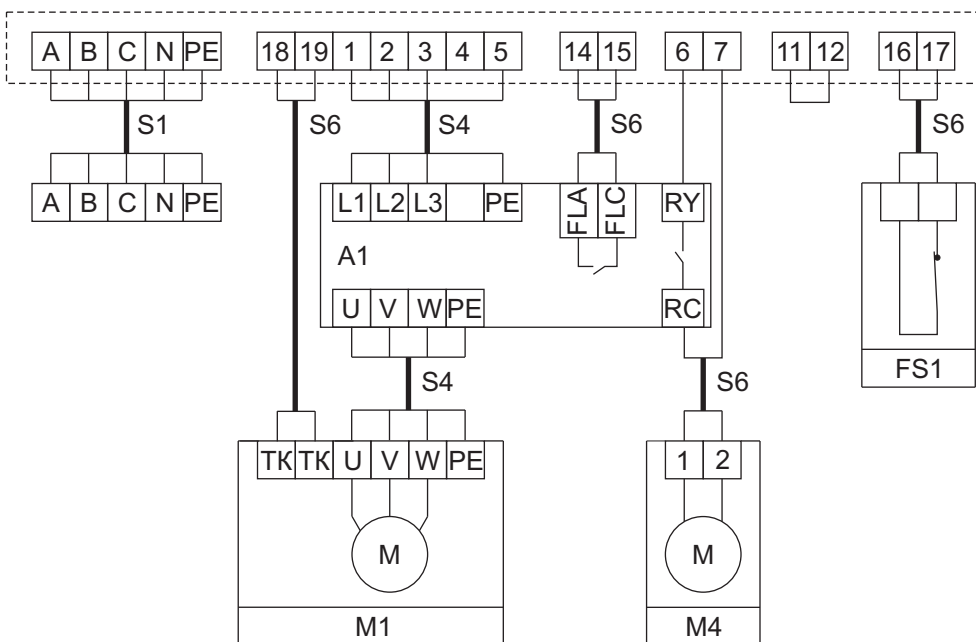 A B C N PE 18 19 1 2 3 4 5 14 15 6 7 11 12 16 17
S1 S6 S4 S6 S6
A B C N PE L1 L2 L3 PE FLA FLC RY
A1
U V W PE RC
S4 S6
FS1
TK TK U V W PE 1 2
M M
M1 M4